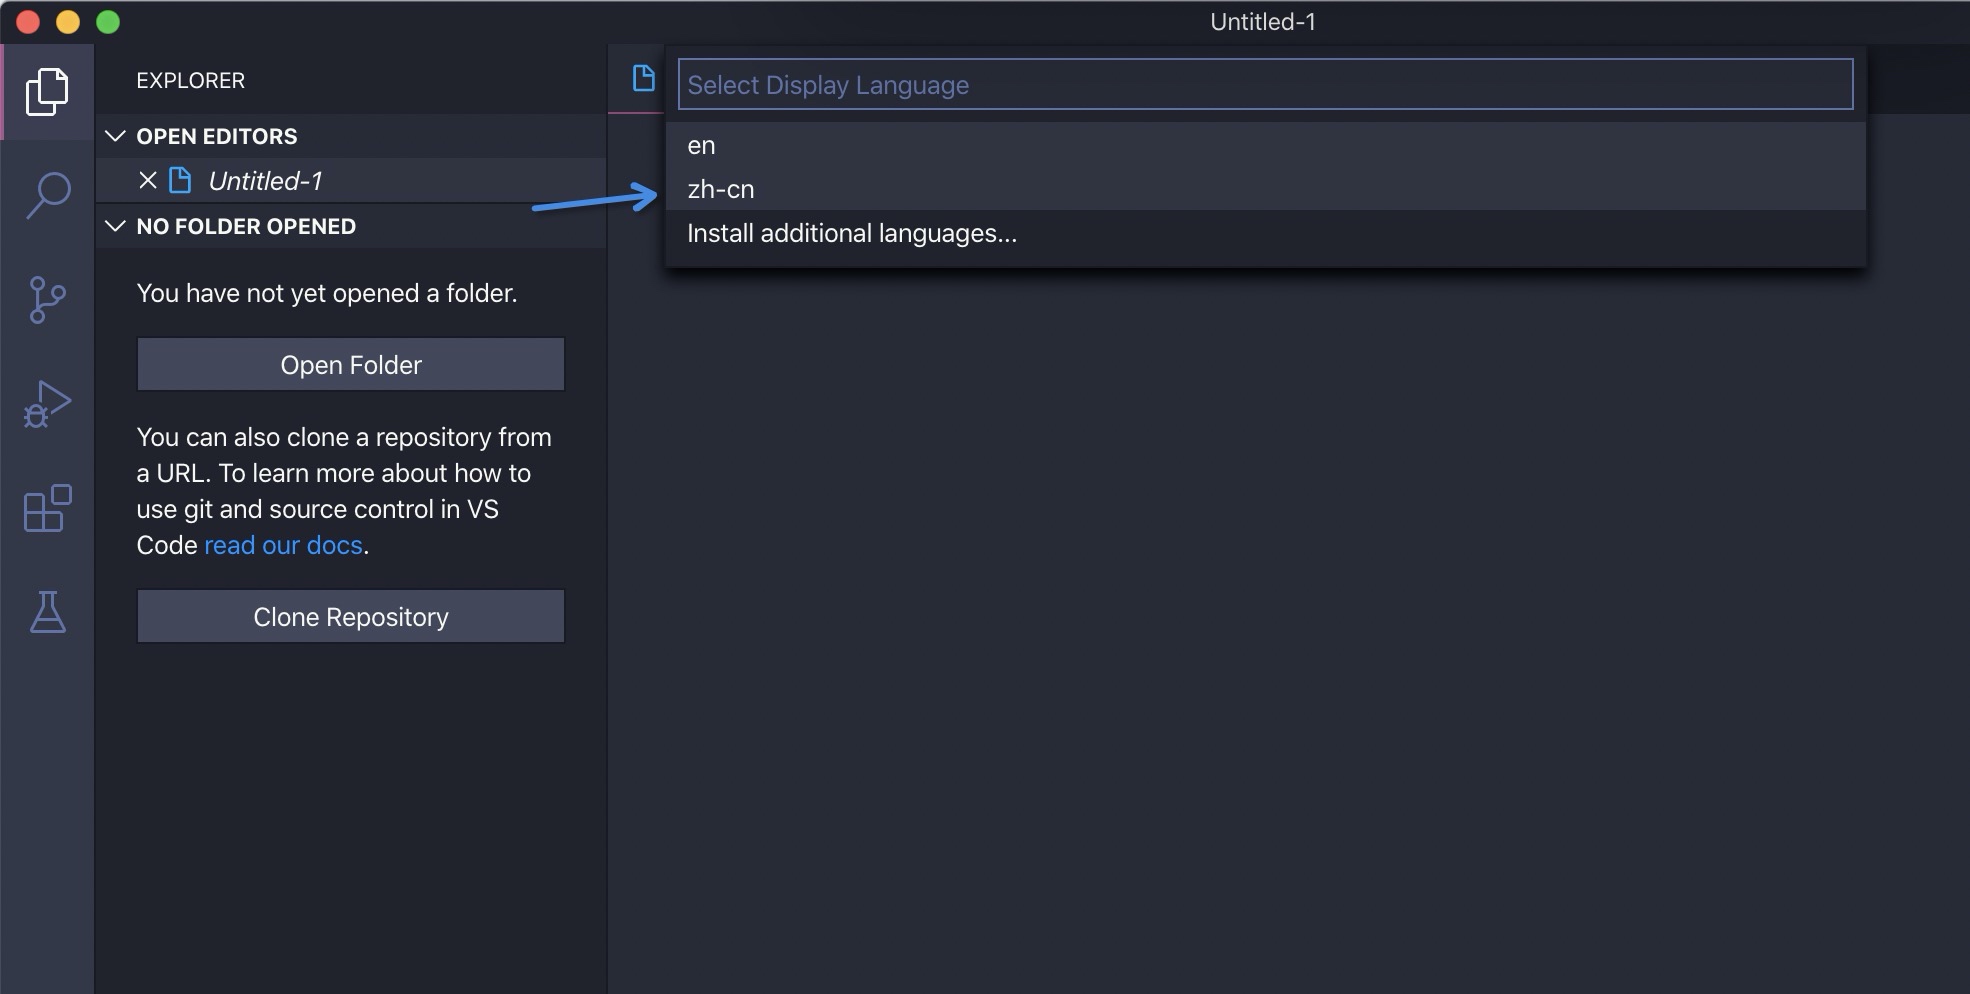 Untitled-1
EXPLORER
OPEN EDITORS
Untitled-1
NO FOLDER OPENED
You have not yet opened a folder.
Open Folder
You can also clone a repository from
a URL. To learn more about how to
use git and source control in VS
Code read our docs.
Clone Repository
Select Display Language
en
zh-cn
Install additional languages...